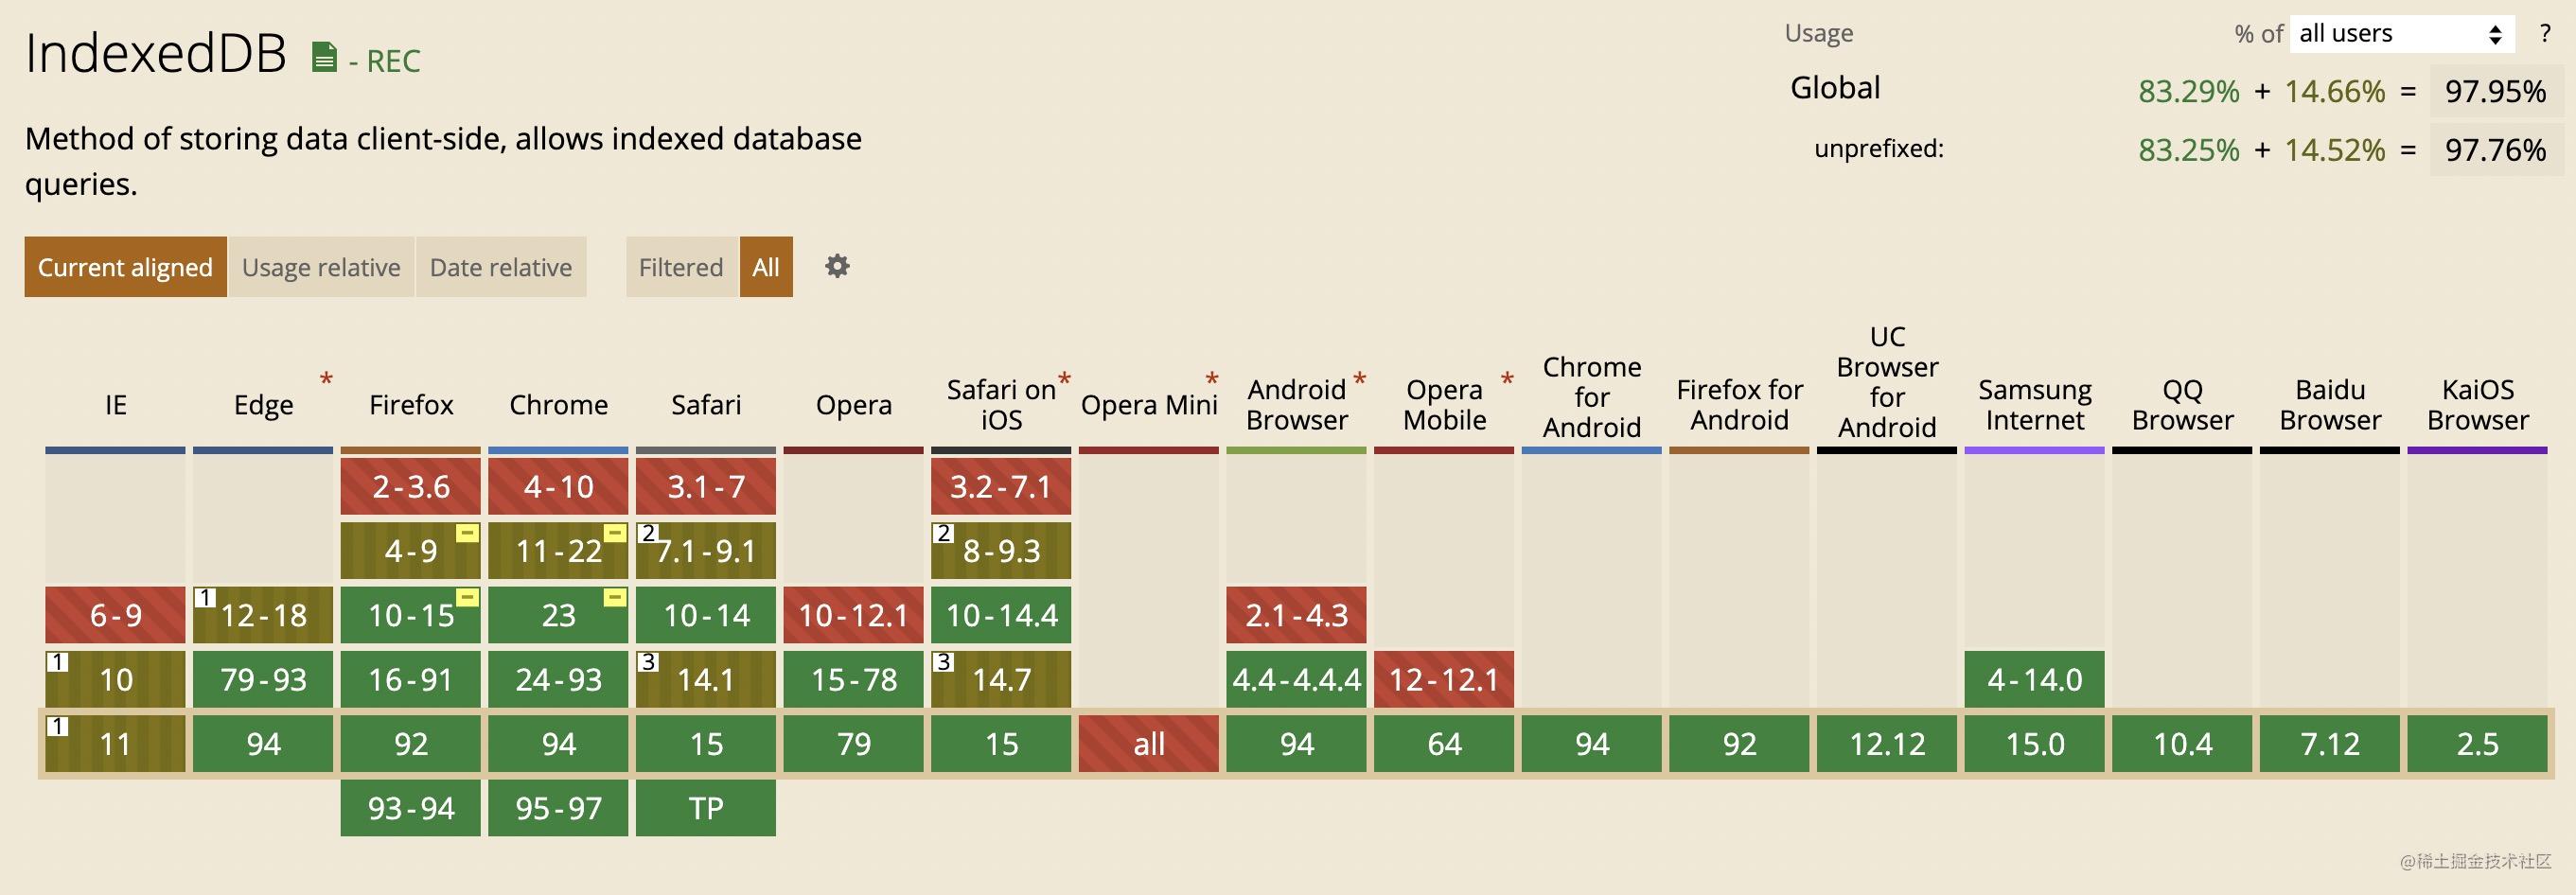 IndexedDB - REC
Usage % of all users ?
Global 83.29% + 14.66% = 97.95%
unprefixed: 83.25% + 14.52% = 97.76%
Method of storing data client-side, allows indexed database
queries.
Current aligned Usage relative Date relative Filtered All
IE
Edge *
Firefox
Chrome
Safari
Opera
Safari on *
iOS
Opera Mini *
Android *
Browser
Opera *
Mobile
Chrome
for
Android
Firefox for
Android
UC
Browser
for
Android
Samsung
Internet
QQ
Browser
Baidu
Browser
KaiOS
Browser
2-3.6 4-10 3.1-7 3.2-7.1
4-9 11-22 2 7.1-9.1 2 8-9.3
6-9 1 12-18 10-15 23 10-14 10-12.1 10-14.4 2.1-4.3
1 10 79-93 16-91 24-93 3 14.1 15-78 3 14.7 4.4-4.4.4 12-12.1 4-14.0
1 11 94 92 94 15 79 15 all 94 64 94 92 12.12 15.0 10.4 7.12 2.5
93-94 95-97 TP
@稀土掘金技术社区